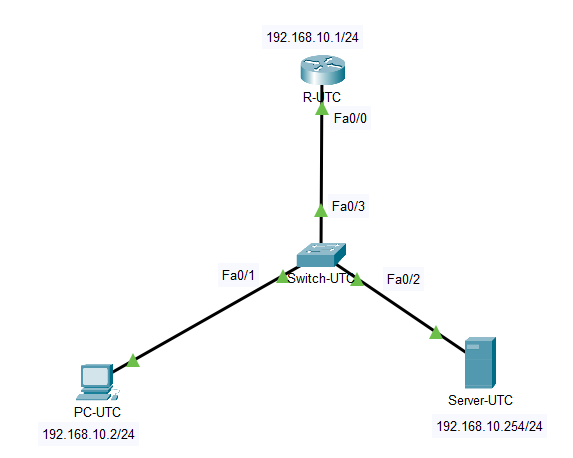 192.168.10.1/24
R-UTC
Fa0/0
Fa0/3
Fa0/1
Switch-UTC
Fa0/2
PC-UTC
192.168.10.2/24
Server-UTC
192.168.10.254/24